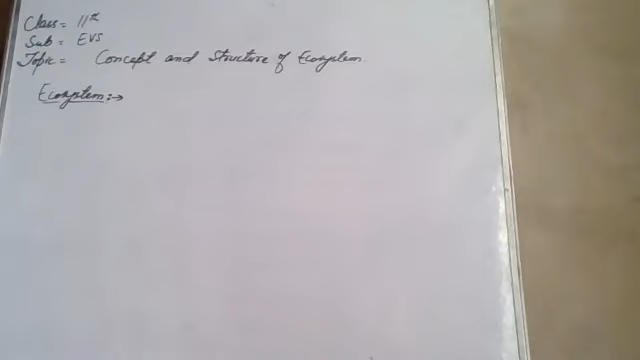 Class = 11th
Sub = EVS
Topic = Concept and Structure of Ecosystem.
Ecosystem:→